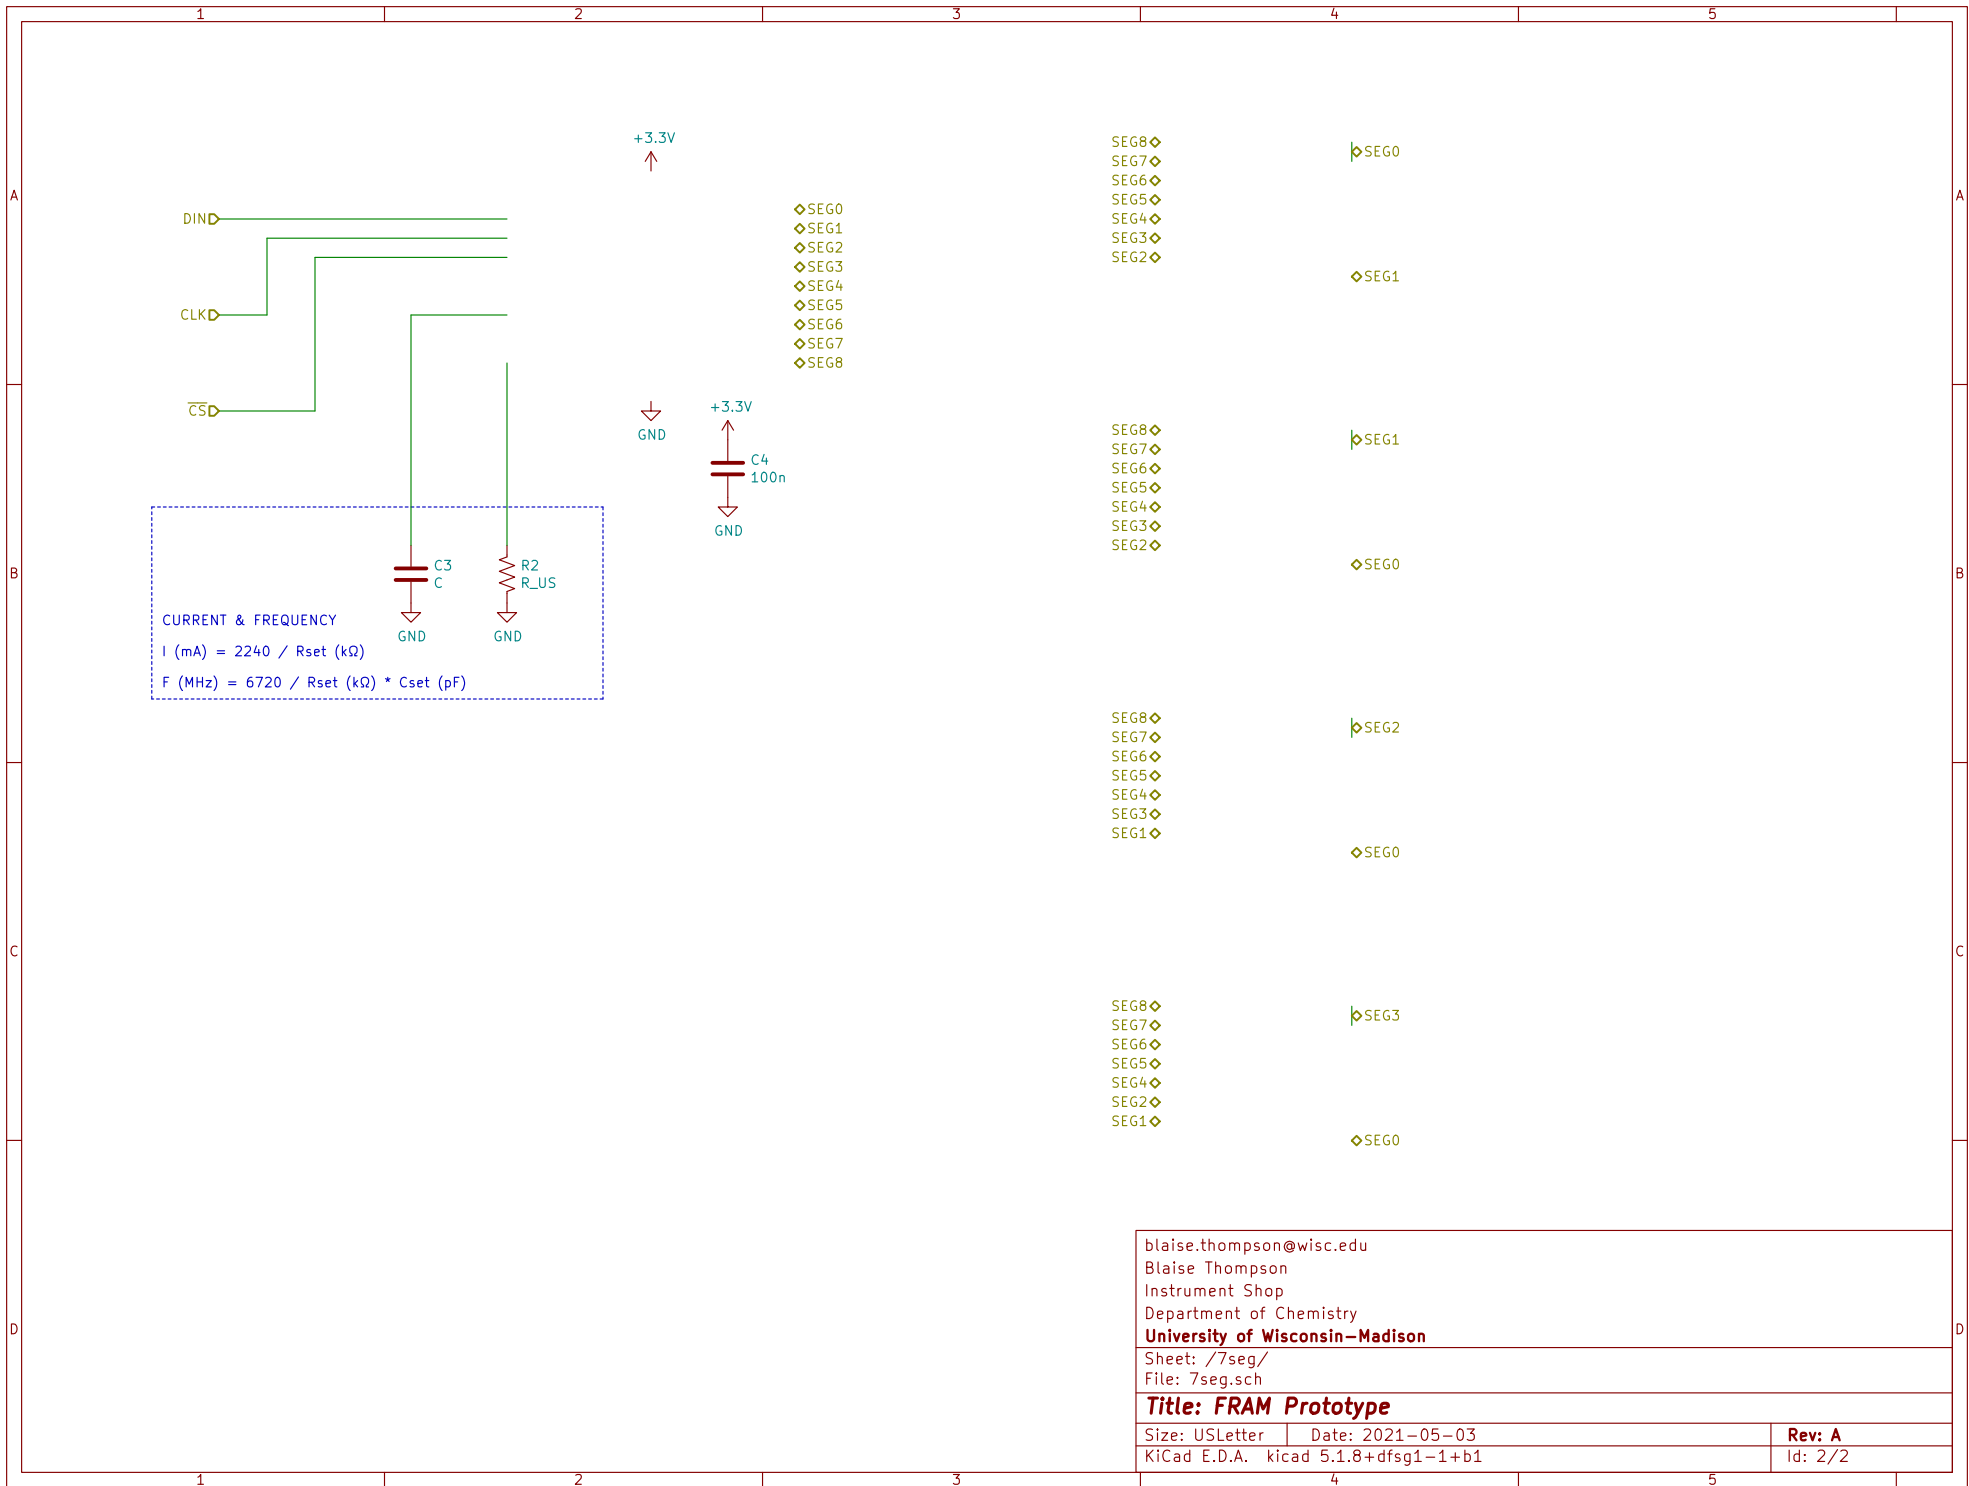 1 2 3 4 5
A A
B B
C C
D D
1 2 3 4 5
DIN
CLK
CS
+3.3V
GND
SEG0
SEG1
SEG2
SEG3
SEG4
SEG5
SEG6
SEG7
SEG8
+3.3V
C4
100n
GND
C3
C
GND
R2
R_US
GND
CURRENT & FREQUENCY
I (mA) = 2240 / Rset (kΩ)
F (MHz) = 6720 / Rset (kΩ) * Cset (pF)
SEG8
SEG7
SEG6
SEG5
SEG4
SEG3
SEG2
SEG0
SEG1
SEG8
SEG7
SEG6
SEG5
SEG4
SEG3
SEG2
SEG1
SEG0
SEG8
SEG7
SEG6
SEG5
SEG4
SEG3
SEG1
SEG2
SEG0
SEG8
SEG7
SEG6
SEG5
SEG4
SEG2
SEG1
SEG3
SEG0
blaise.thompson@wisc.edu
Blaise Thompson
Instrument Shop
Department of Chemistry
University of Wisconsin-Madison
Sheet: /7seg/
File: 7seg.sch
Title: FRAM Prototype
Size: USLetter Date: 2021-05-03 Rev: A
KiCad E.D.A. kicad 5.1.8+dfsg1-1+b1 Id: 2/2